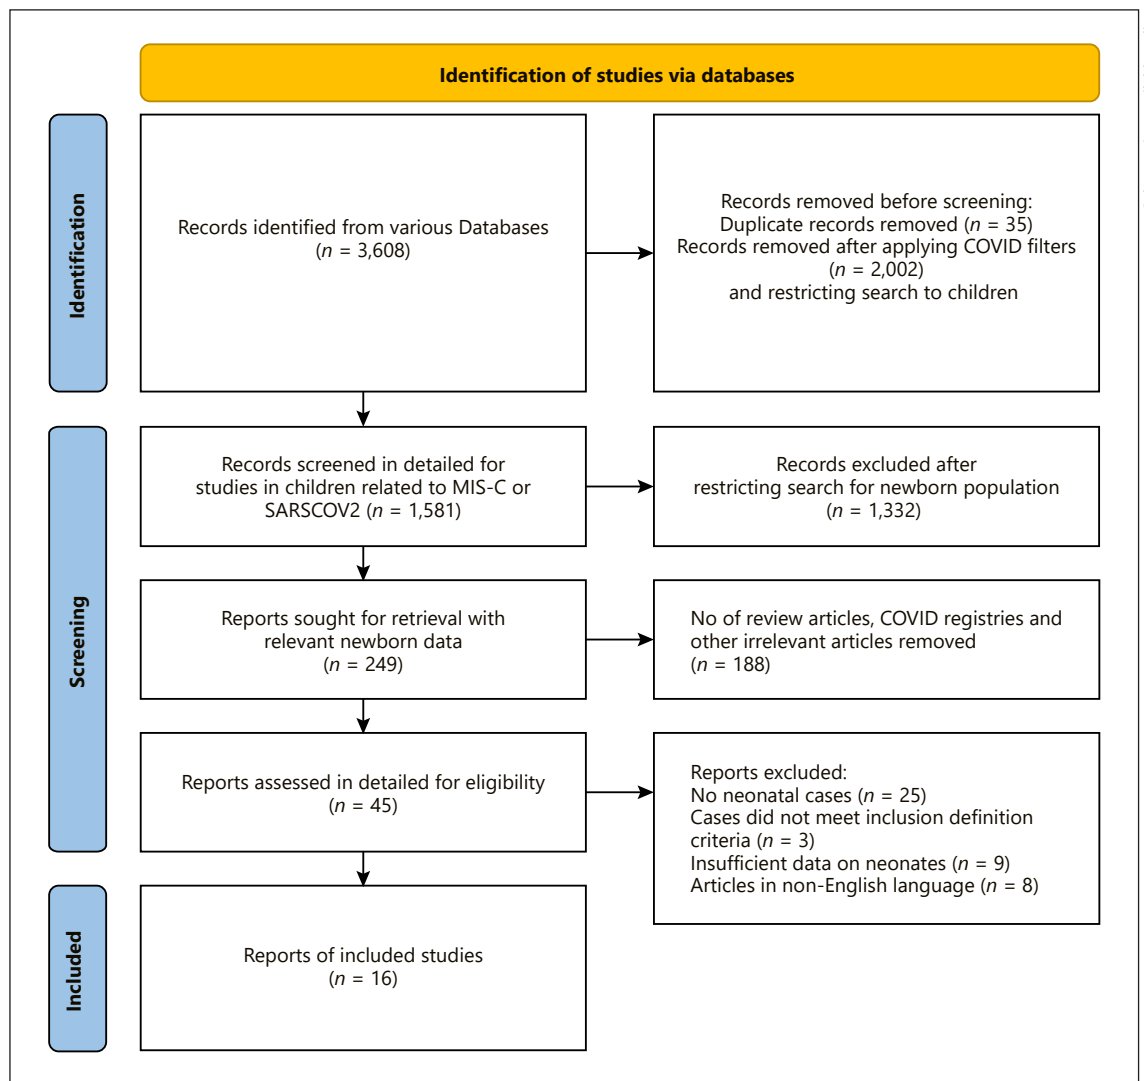 Identification of studies via databases
Identification
Records identified from various Databases
(n = 3,608)
Records removed before screening:
Duplicate records removed (n = 35)
Records removed after applying COVID filters
(n = 2,002)
and restricting search to children
Screening
Records screened in detailed for
studies in children related to MIS-C or
SARSCOV2 (n = 1,581)
Records excluded after
restricting search for newborn population
(n = 1,332)
Reports sought for retrieval with
relevant newborn data
(n = 249)
No of review articles, COVID registries and
other irrelevant articles removed
(n = 188)
Reports assessed in detailed for eligibility
(n = 45)
Reports excluded:
No neonatal cases (n = 25)
Cases did not meet inclusion definition
criteria (n = 3)
Insufficient data on neonates (n = 9)
Articles in non-English language (n = 8)
Included
Reports of included studies
(n = 16)